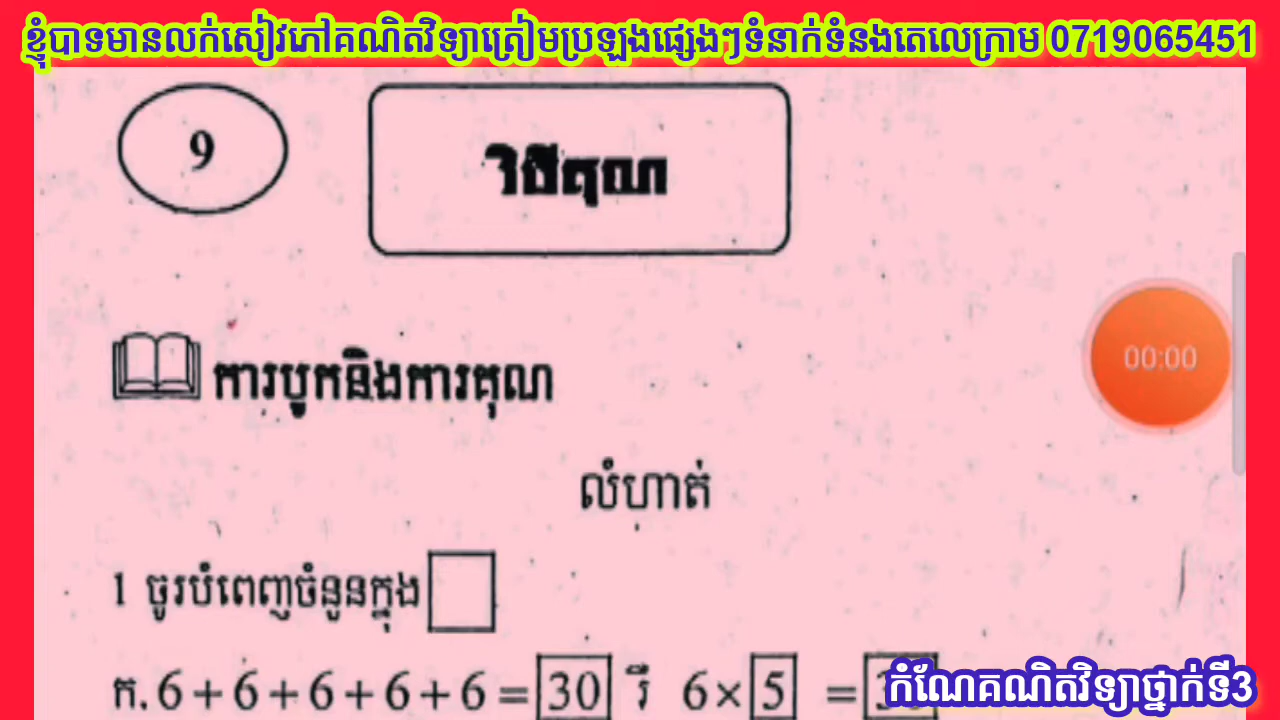 ខ្ញុំបាទមានលក់សៀវភៅគណិតវិទ្យាត្រៀមប្រឡងផ្សេងៗទំនាក់ទំនងតេលេក្រាម 0719065451
9
វិធីគុណ
00:00
ការបូកនិងការគុណ
លំហាត់
1 ចូរបំពេញចំនួនក្នុង
ក. 6 + 6 + 6 + 6 + 6 = 30 រឺ 6 × 5 =
កំណែគណិតវិទ្យាថ្នាក់ទី3